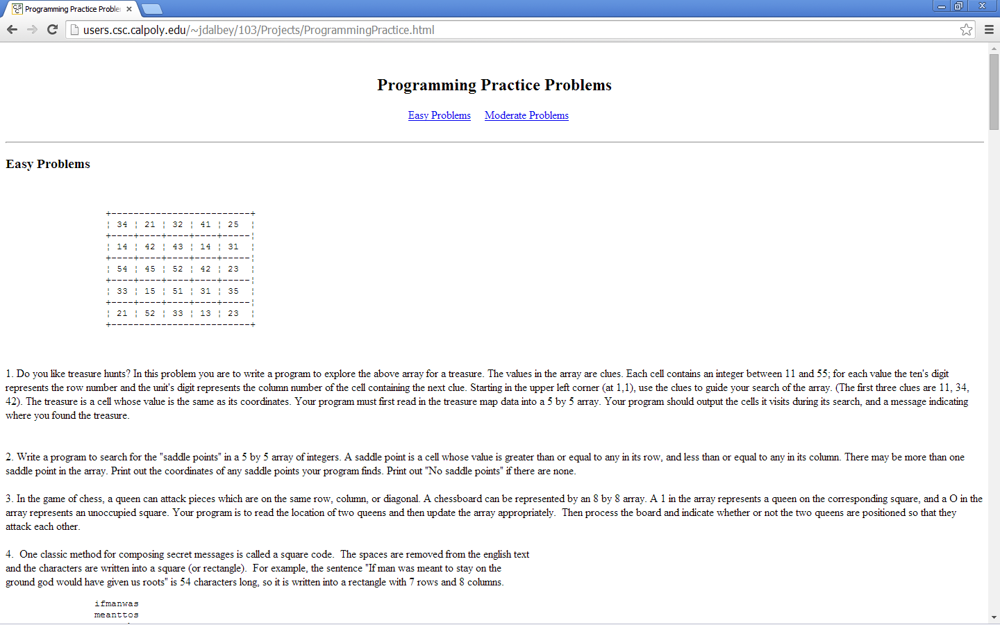 Programming Practice Proble
users.csc.calpoly.edu/~jdalbey/103/Projects/ProgrammingPractice.html
Programming Practice Problems
Easy Problems Moderate Problems
Easy Problems
+-------------------------+
¦ 34 ¦ 21 ¦ 32 ¦ 41 ¦ 25  ¦
+----+----+----+----+-----¦
¦ 14 ¦ 42 ¦ 43 ¦ 14 ¦ 31  ¦
+----+----+----+----+-----¦
¦ 54 ¦ 45 ¦ 52 ¦ 42 ¦ 23  ¦
+----+----+----+----+-----¦
¦ 33 ¦ 15 ¦ 51 ¦ 31 ¦ 35  ¦
+----+----+----+----+-----¦
¦ 21 ¦ 52 ¦ 33 ¦ 13 ¦ 23  ¦
+-------------------------+
1. Do you like treasure hunts? In this problem you are to write a program to explore the above array for a treasure. The values in the array are clues. Each cell contains an integer between 11 and 55; for each value the ten's digit
represents the row number and the unit's digit represents the column number of the cell containing the next clue. Starting in the upper left corner (at 1,1), use the clues to guide your search of the array. (The first three clues are 11, 34,
42). The treasure is a cell whose value is the same as its coordinates. Your program must first read in the treasure map data into a 5 by 5 array. Your program should output the cells it visits during its search, and a message indicating
where you found the treasure.
2. Write a program to search for the "saddle points" in a 5 by 5 array of integers. A saddle point is a cell whose value is greater than or equal to any in its row, and less than or equal to any in its column. There may be more than one
saddle point in the array. Print out the coordinates of any saddle points your program finds. Print out "No saddle points" if there are none.
3. In the game of chess, a queen can attack pieces which are on the same row, column, or diagonal. A chessboard can be represented by an 8 by 8 array. A 1 in the array represents a queen on the corresponding square, and a O in the
array represents an unoccupied square. Your program is to read the location of two queens and then update the array appropriately.  Then process the board and indicate whether or not the two queens are positioned so that they
attack each other.
4.  One classic method for composing secret messages is called a square code.  The spaces are removed from the english text
and the characters are written into a square (or rectangle).  For example, the sentence "If man was meant to stay on the
ground god would have given us roots" is 54 characters long, so it is written into a rectangle with 7 rows and 8 columns.
ifmanwas
meanttos